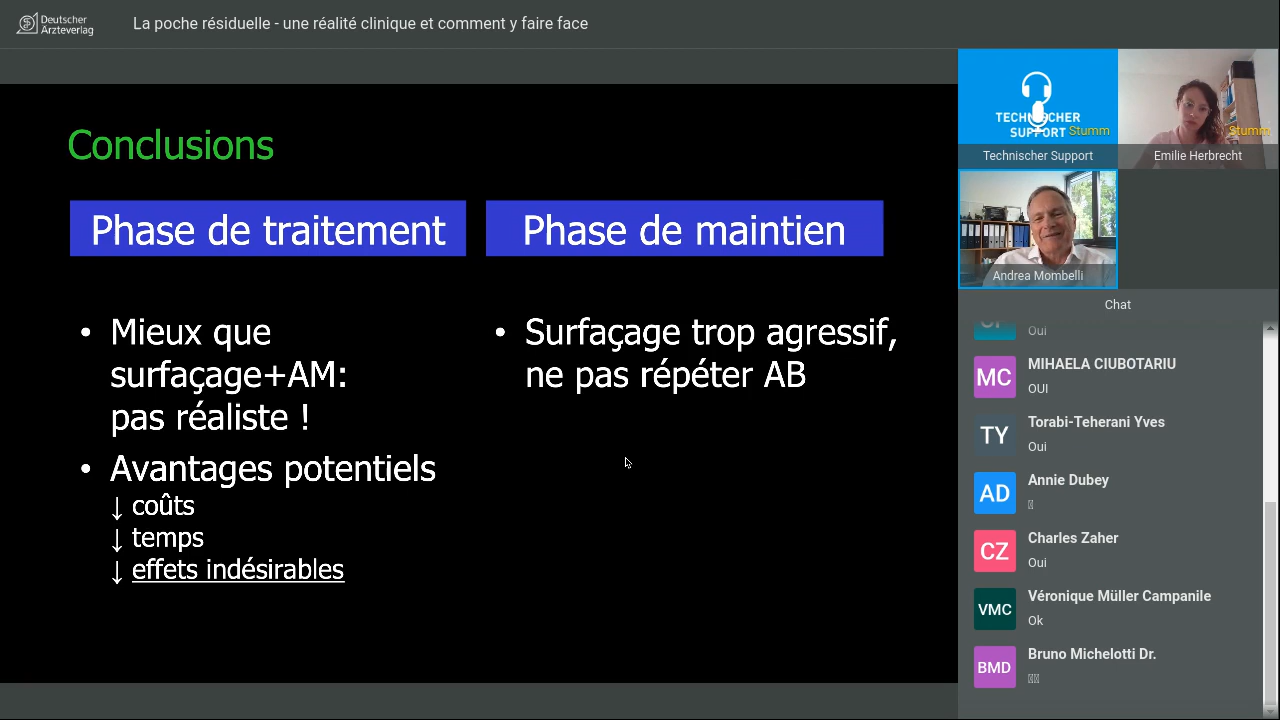 Deutscher
Ärzteverlag
La poche résiduelle - une réalité clinique et comment y faire face
Conclusions
Phase de traitement
Phase de maintien
• Mieux que
surfaçage+AM:
pas réaliste !
• Avantages potentiels
↓ coûts
↓ temps
↓ effets indésirables
• Surfaçage trop agressif,
ne pas répéter AB
TECHNISCHER
SUPPORT
Stumm
Technischer Support
Stumm
Emilie Herbrecht
Andrea Mombelli
Chat
Oui
MC
MIHAELA CIUBOTARIU
OUI
TY
Torabi-Teherani Yves
Oui
AD
Annie Dubey
CZ
Charles Zaher
Oui
VMC
Véronique Müller Campanile
Ok
BMD
Bruno Michelotti Dr.